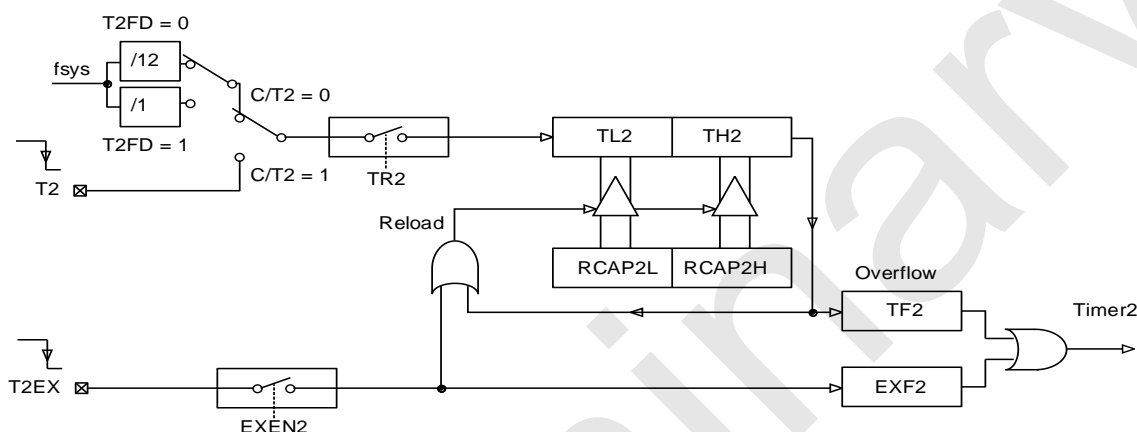 T2FD = 0
/12
fsys
C/T2 = 0
/1
T2FD = 1
TL2
TH2
TR2
C/T2 = 1
T2
Reload
RCAP2L
RCAP2H
Overflow
TF2
Timer2
T2EX
EXF2
EXEN2